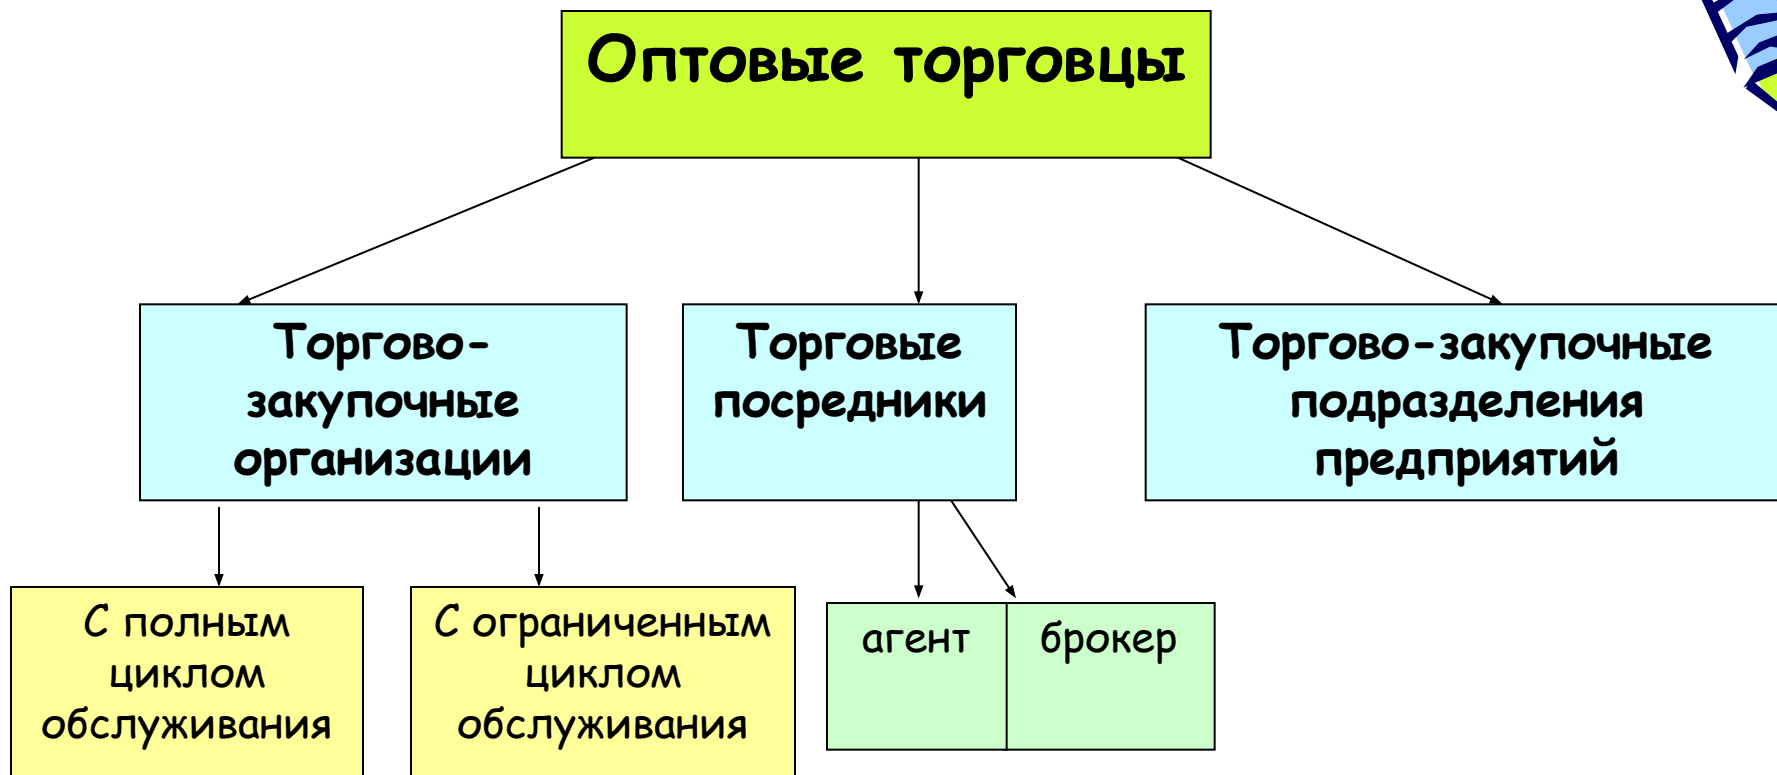 Оптовые торговцы
Торгово-
закупочные
организации
Торговые
посредники
Торгово-закупочные
подразделения
предприятий
С полным
циклом
обслуживания
С ограниченным
циклом
обслуживания
агент
брокер